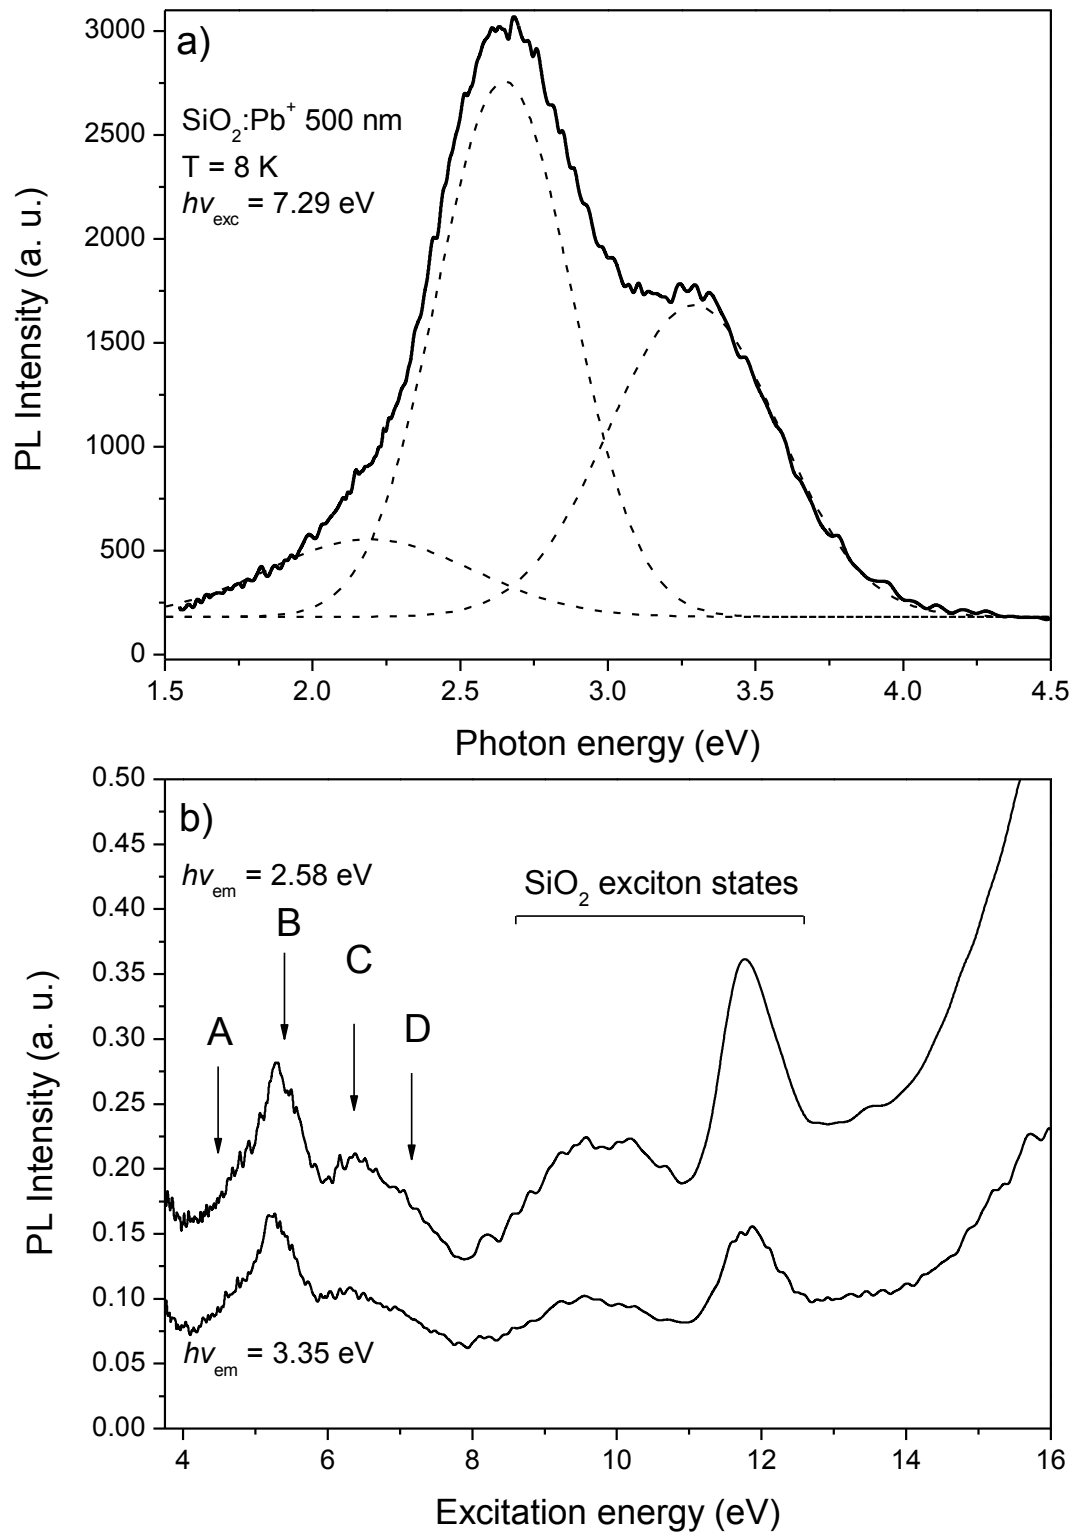 a)
SiO2:Pb+ 500 nm
T = 8 K
hνexc = 7.29 eV
PL Intensity (a. u.)
3000
2500
2000
1500
1000
500
0
1.5 2.0 2.5 3.0 3.5 4.0 4.5
Photon energy (eV)
b)
hνem = 2.58 eV
SiO2 exciton states
B
C
A
D
hνem = 3.35 eV
PL Intensity (a. u.)
0.50
0.45
0.40
0.35
0.30
0.25
0.20
0.15
0.10
0.05
0.00
4 6 8 10 12 14 16
Excitation energy (eV)